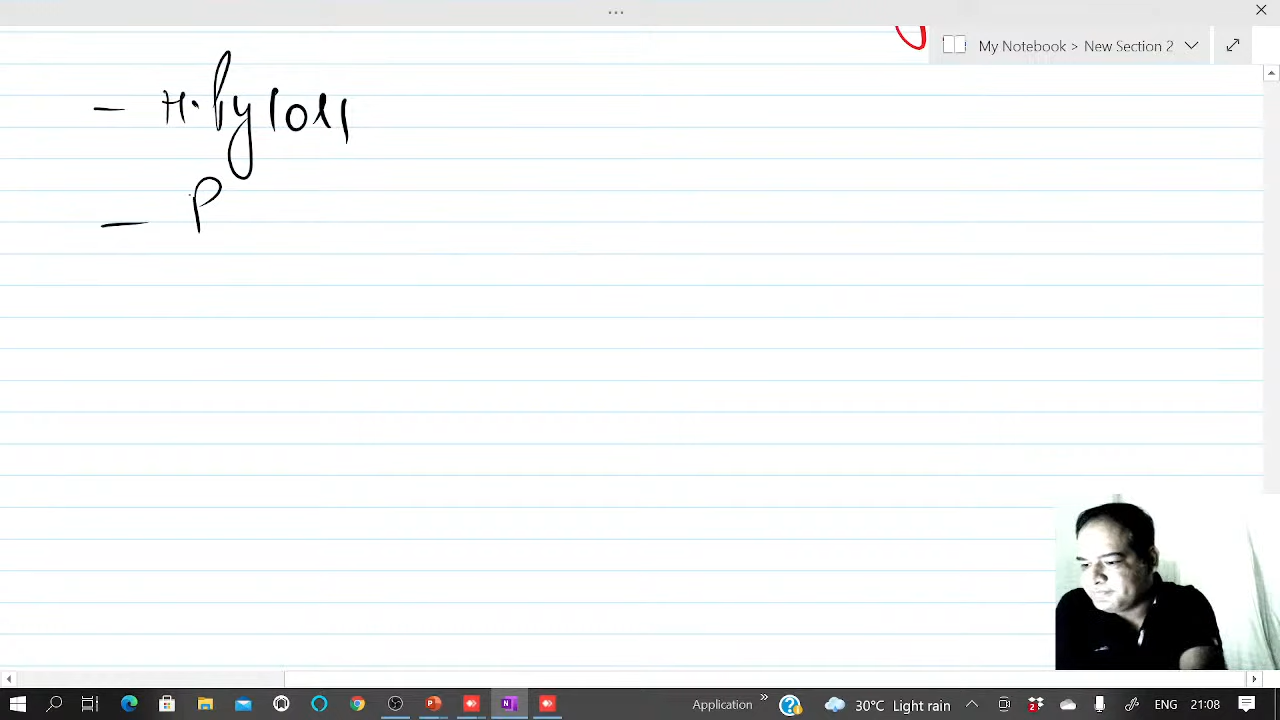 ...
My Notebook > New Section 2
- H. pylori
- P
Application
»
30°C Light rain
ENG
21:08